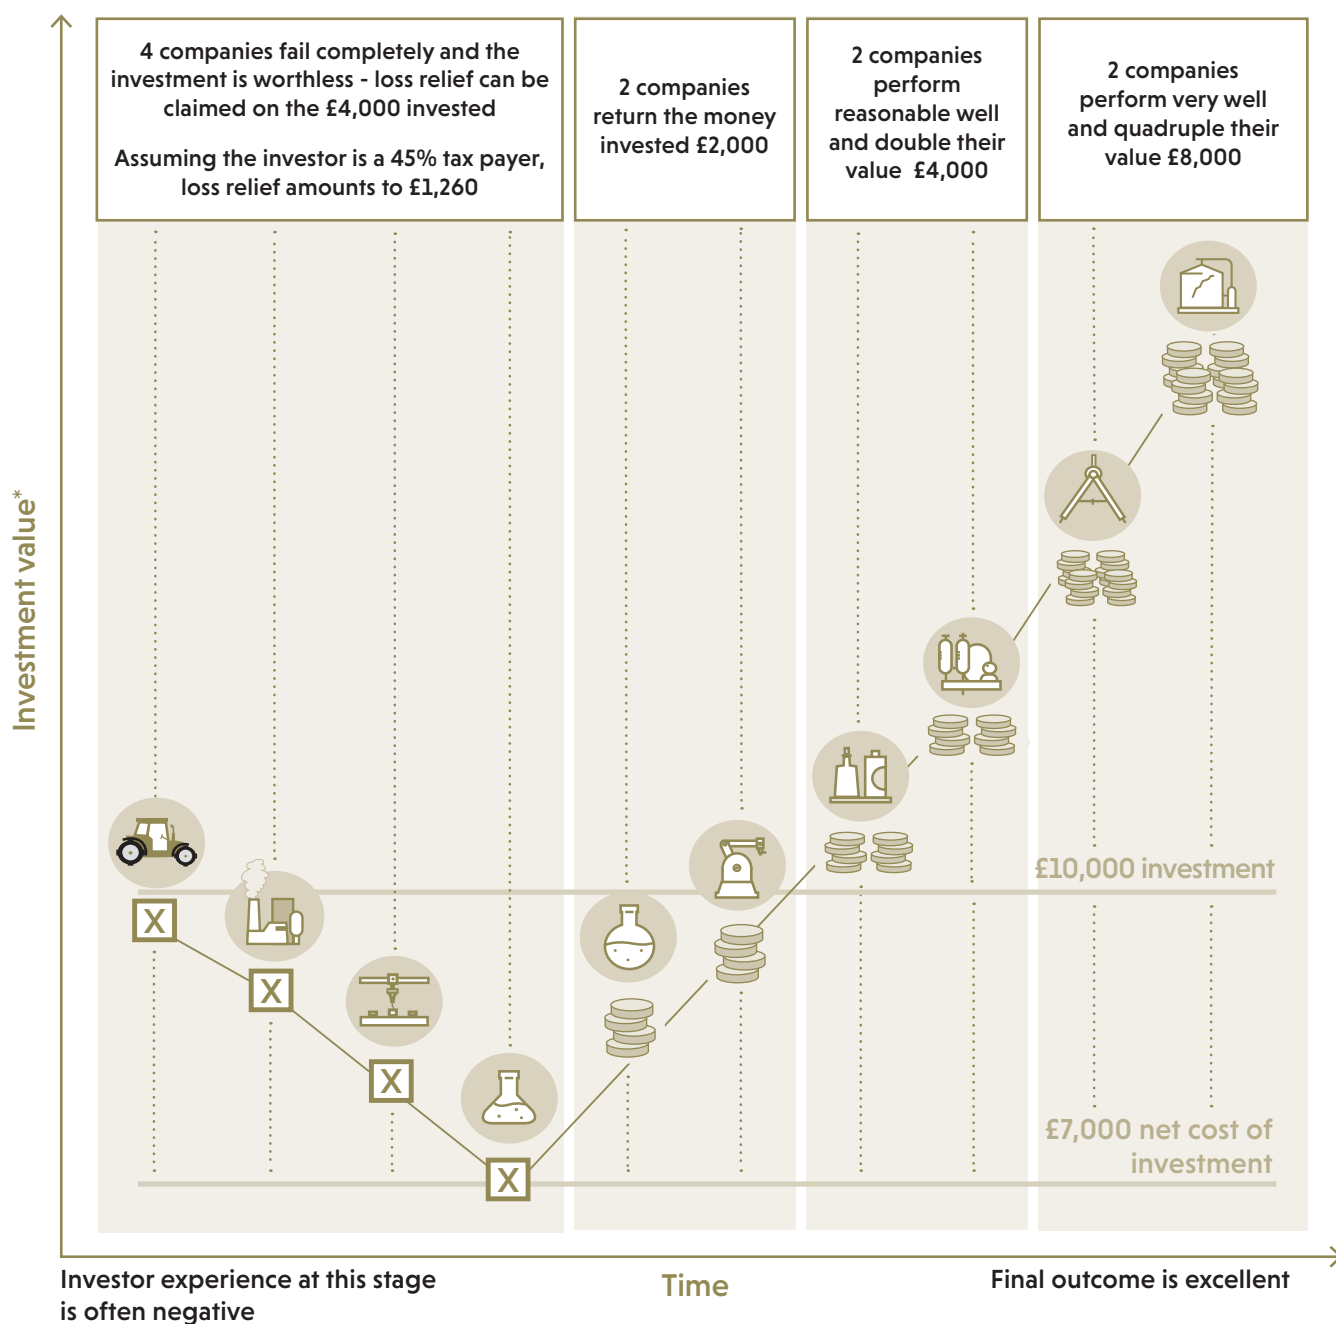 4 companies fail completely and the
investment is worthless - loss relief can be
claimed on the £4,000 invested
Assuming the investor is a 45% tax payer,
loss relief amounts to £1,260
2 companies
return the money
invested £2,000
2 companies
perform
reasonable well
and double their
value £4,000
2 companies
perform very well
and quadruple their
value £8,000
Investment value*
£10,000 investment
X
X
X
X
£7,000 net cost of
investment
Investor experience at this stage
is often negative
Time
Final outcome is excellent